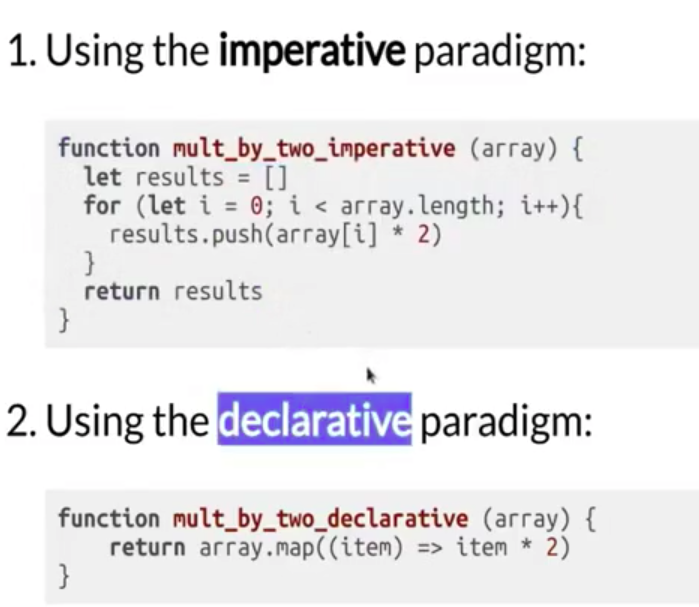 1. Using the imperative paradigm:
function mult_by_two_imperative (array) {
  let results = []
  for (let i = 0; i < array.length; i++){
    results.push(array[i] * 2)
  }
  return results
}
2. Using the declarative paradigm:
function mult_by_two_declarative (array) {
    return array.map((item) => item * 2)
}